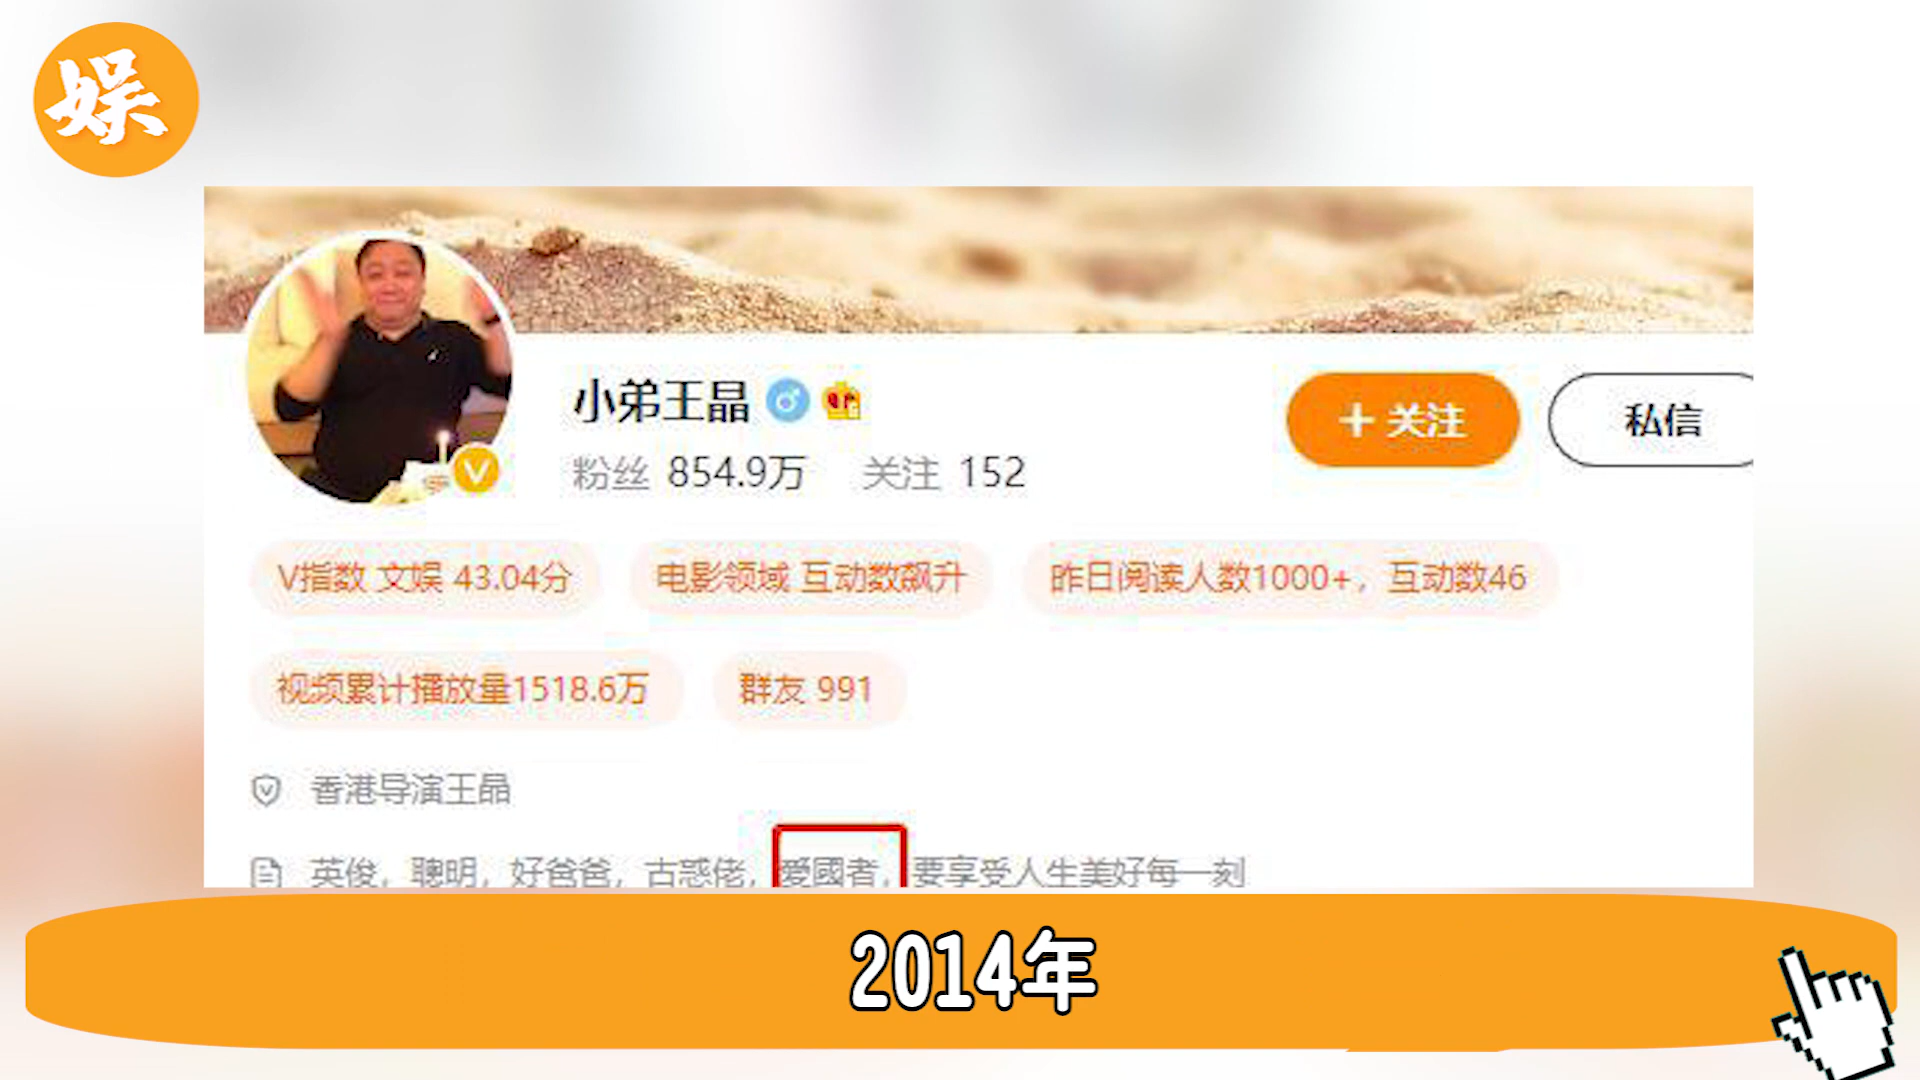 娱
小弟王晶
粉丝 854.9万 关注 152
+ 关注
私信
V指数 文娱 43.04分
电影领域 互动数飙升
昨日阅读人数1000+，互动数46
视频累计播放量1518.6万
群友 991
香港导演王晶
英俊，聰明，好爸爸，古惑佬，愛國者，要享受人生美好每一刻
2014年